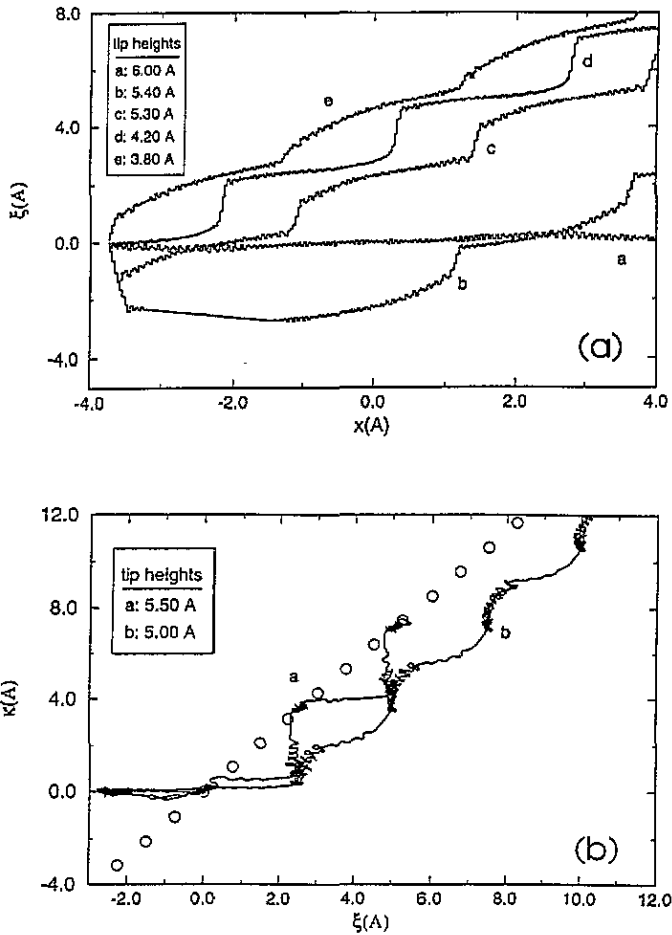 8.0
4.0
0.0
-4.0
ξ(A)
tip heights
a: 6.00 A
b: 5.40 A
c: 5.30 A
d: 4.20 A
e: 3.80 A
e
d
c
b
a
(a)
-4.0 -2.0 0.0 2.0 4.0
x(A)
12.0
8.0
4.0
0.0
-4.0
κ(A)
tip heights
a: 5.50 A
b: 5.00 A
a
b
(b)
-2.0 0.0 2.0 4.0 6.0 8.0 10.0 12.0
ξ(A)